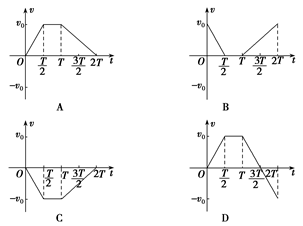 v
v₀
O T/2 T 3T/2 2T t
−v₀
A
v
v₀
O T/2 T 3T/2 2T t
−v₀
B
v
v₀
O T/2 T 3T/2 2T t
−v₀
C
v
v₀
O T/2 T 3T/2 2T t
−v₀
D